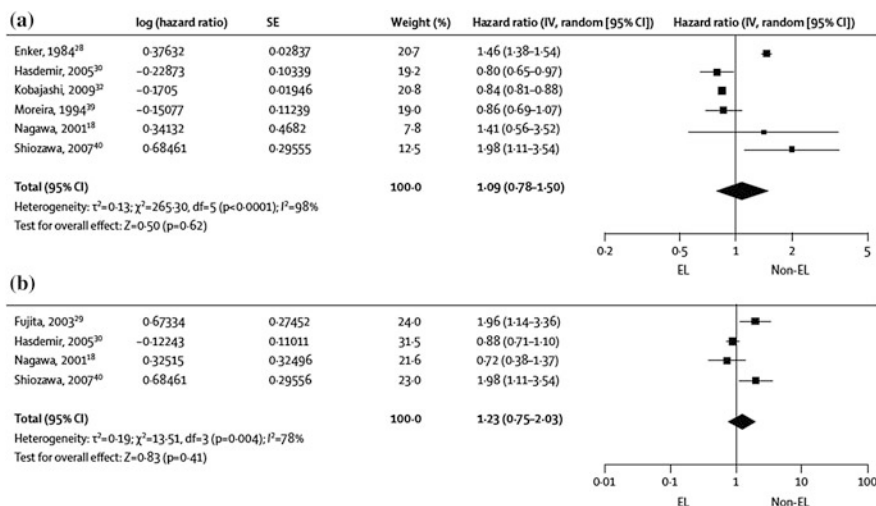 (a) log (hazard ratio) SE Weight (%) Hazard ratio (IV, random [95% CI]) Hazard ratio (IV, random [95% CI])
Enker, 1984²⁸ 0·37632 0·02837 20·7 1·46 (1·38–1·54)
Hasdemir, 2005³⁰ −0·22873 0·10339 19·2 0·80 (0·65–0·97)
Kobajashi, 2009³² −0·1705 0·01946 20·8 0·84 (0·81–0·88)
Moreira, 1994³⁹ −0·15077 0·11239 19·0 0·86 (0·69–1·07)
Nagawa, 2001¹⁸ 0·34132 0·4682 7·8 1·41 (0·56–3·52)
Shiozawa, 2007⁴⁰ 0·68461 0·29555 12·5 1·98 (1·11–3·54)
Total (95% CI) 100·0 1·09 (0·78–1·50)
Heterogeneity: τ²=0·13; χ²=265·30, df=5 (p<0·0001); I²=98%
Test for overall effect: Z=0·50 (p=0·62)
0·2 0·5 1 2 5
EL Non-EL
(b)
Fujita, 2003²⁹ 0·67334 0·27452 24·0 1·96 (1·14–3·36)
Hasdemir, 2005³⁰ −0·12243 0·11011 31·5 0·88 (0·71–1·10)
Nagawa, 2001¹⁸ 0·32515 0·32496 21·6 0·72 (0·38–1·37)
Shiozawa, 2007⁴⁰ 0·68461 0·29556 23·0 1·98 (1·11–3·54)
Total (95% CI) 100·0 1·23 (0·75–2·03)
Heterogeneity: τ²=0·19; χ²=13·51, df=3 (p=0·004); I²=78%
Test for overall effect: Z=0·83 (p=0·41)
0·01 0·1 1 10 100
EL Non-EL